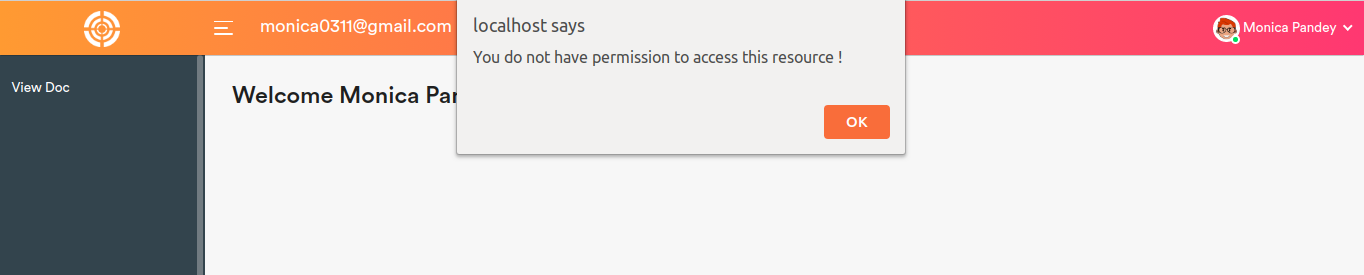 monica0311@gmail.com
localhost says
You do not have permission to access this resource !
OK
Monica Pandey
View Doc
Welcome Monica